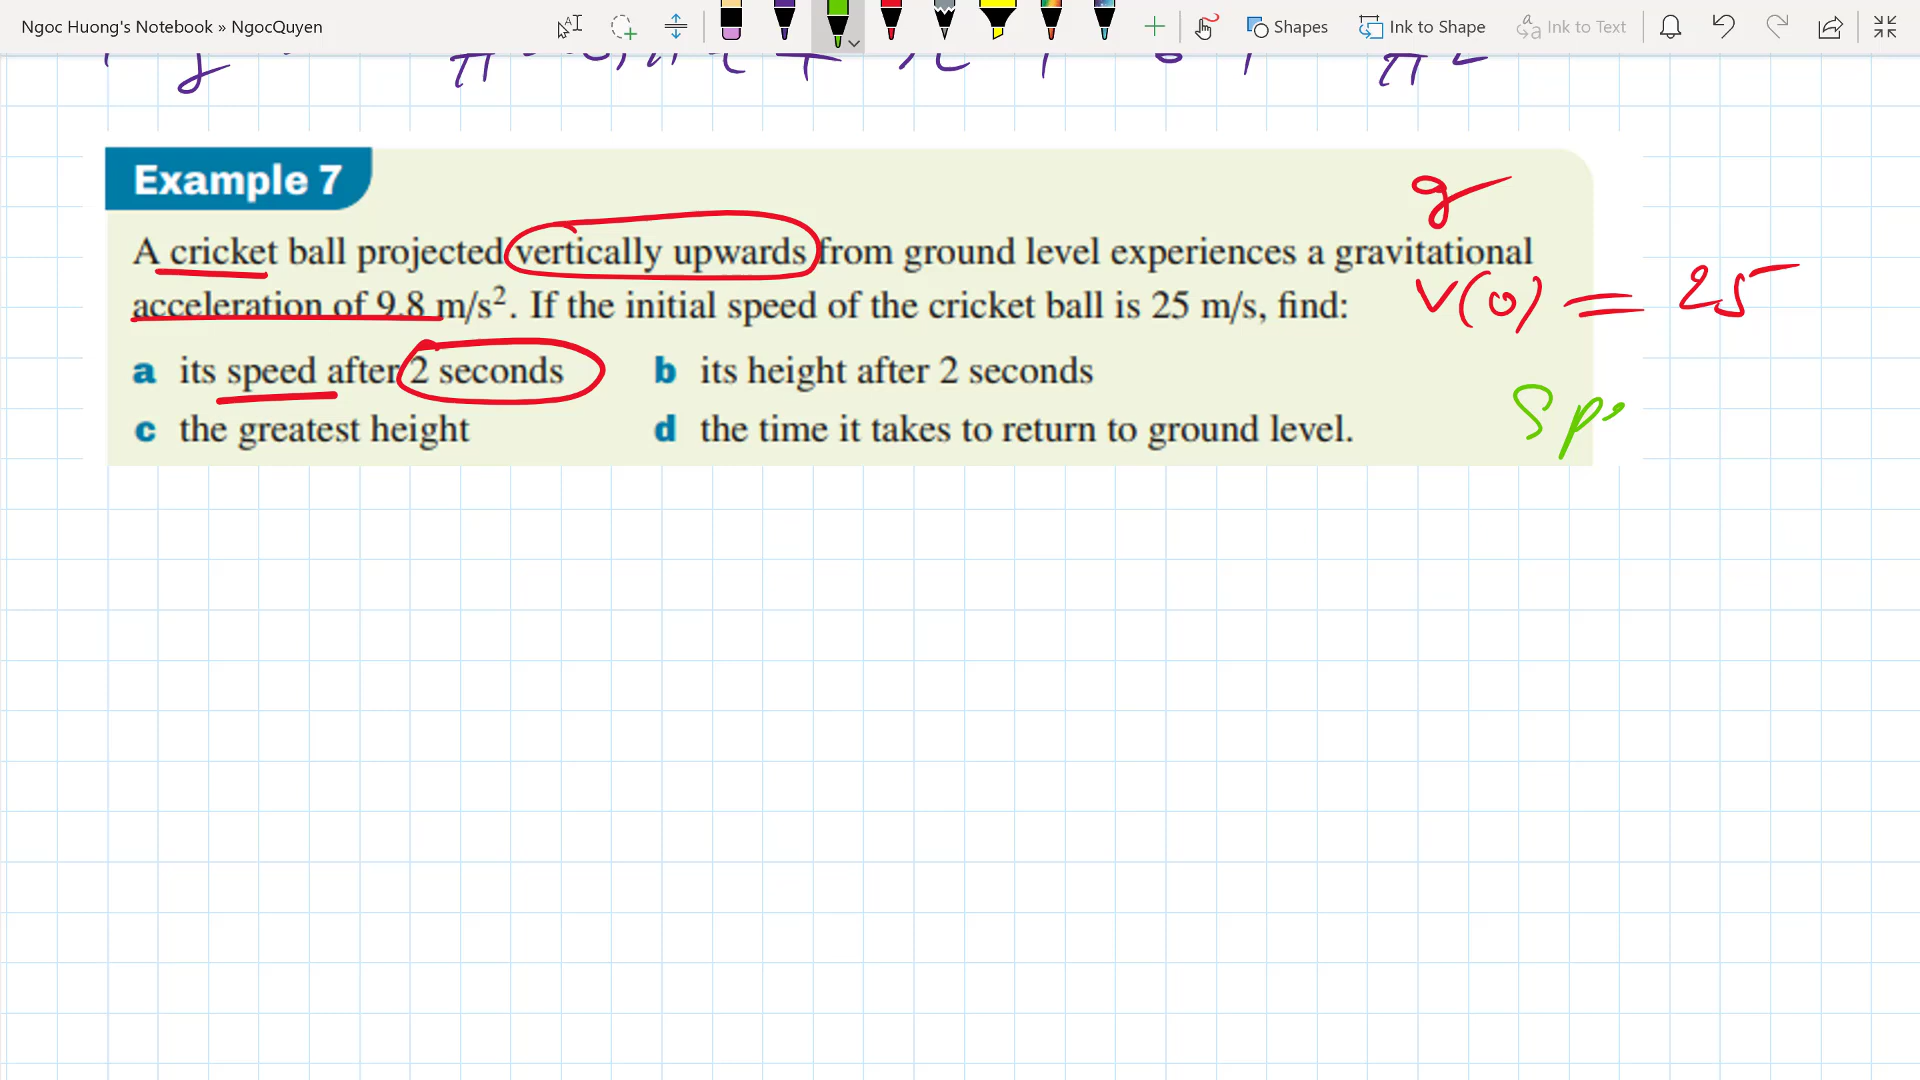 Ngoc Huong's Notebook » NgocQuyen
Shapes
Ink to Shape
Ink to Text
Example 7
g
A cricket ball projected vertically upwards from ground level experiences a gravitational
acceleration of 9.8 m/s². If the initial speed of the cricket ball is 25 m/s, find:
v(0) = 25
a its speed after 2 seconds
b its height after 2 seconds
c the greatest height
d the time it takes to return to ground level.
Sp